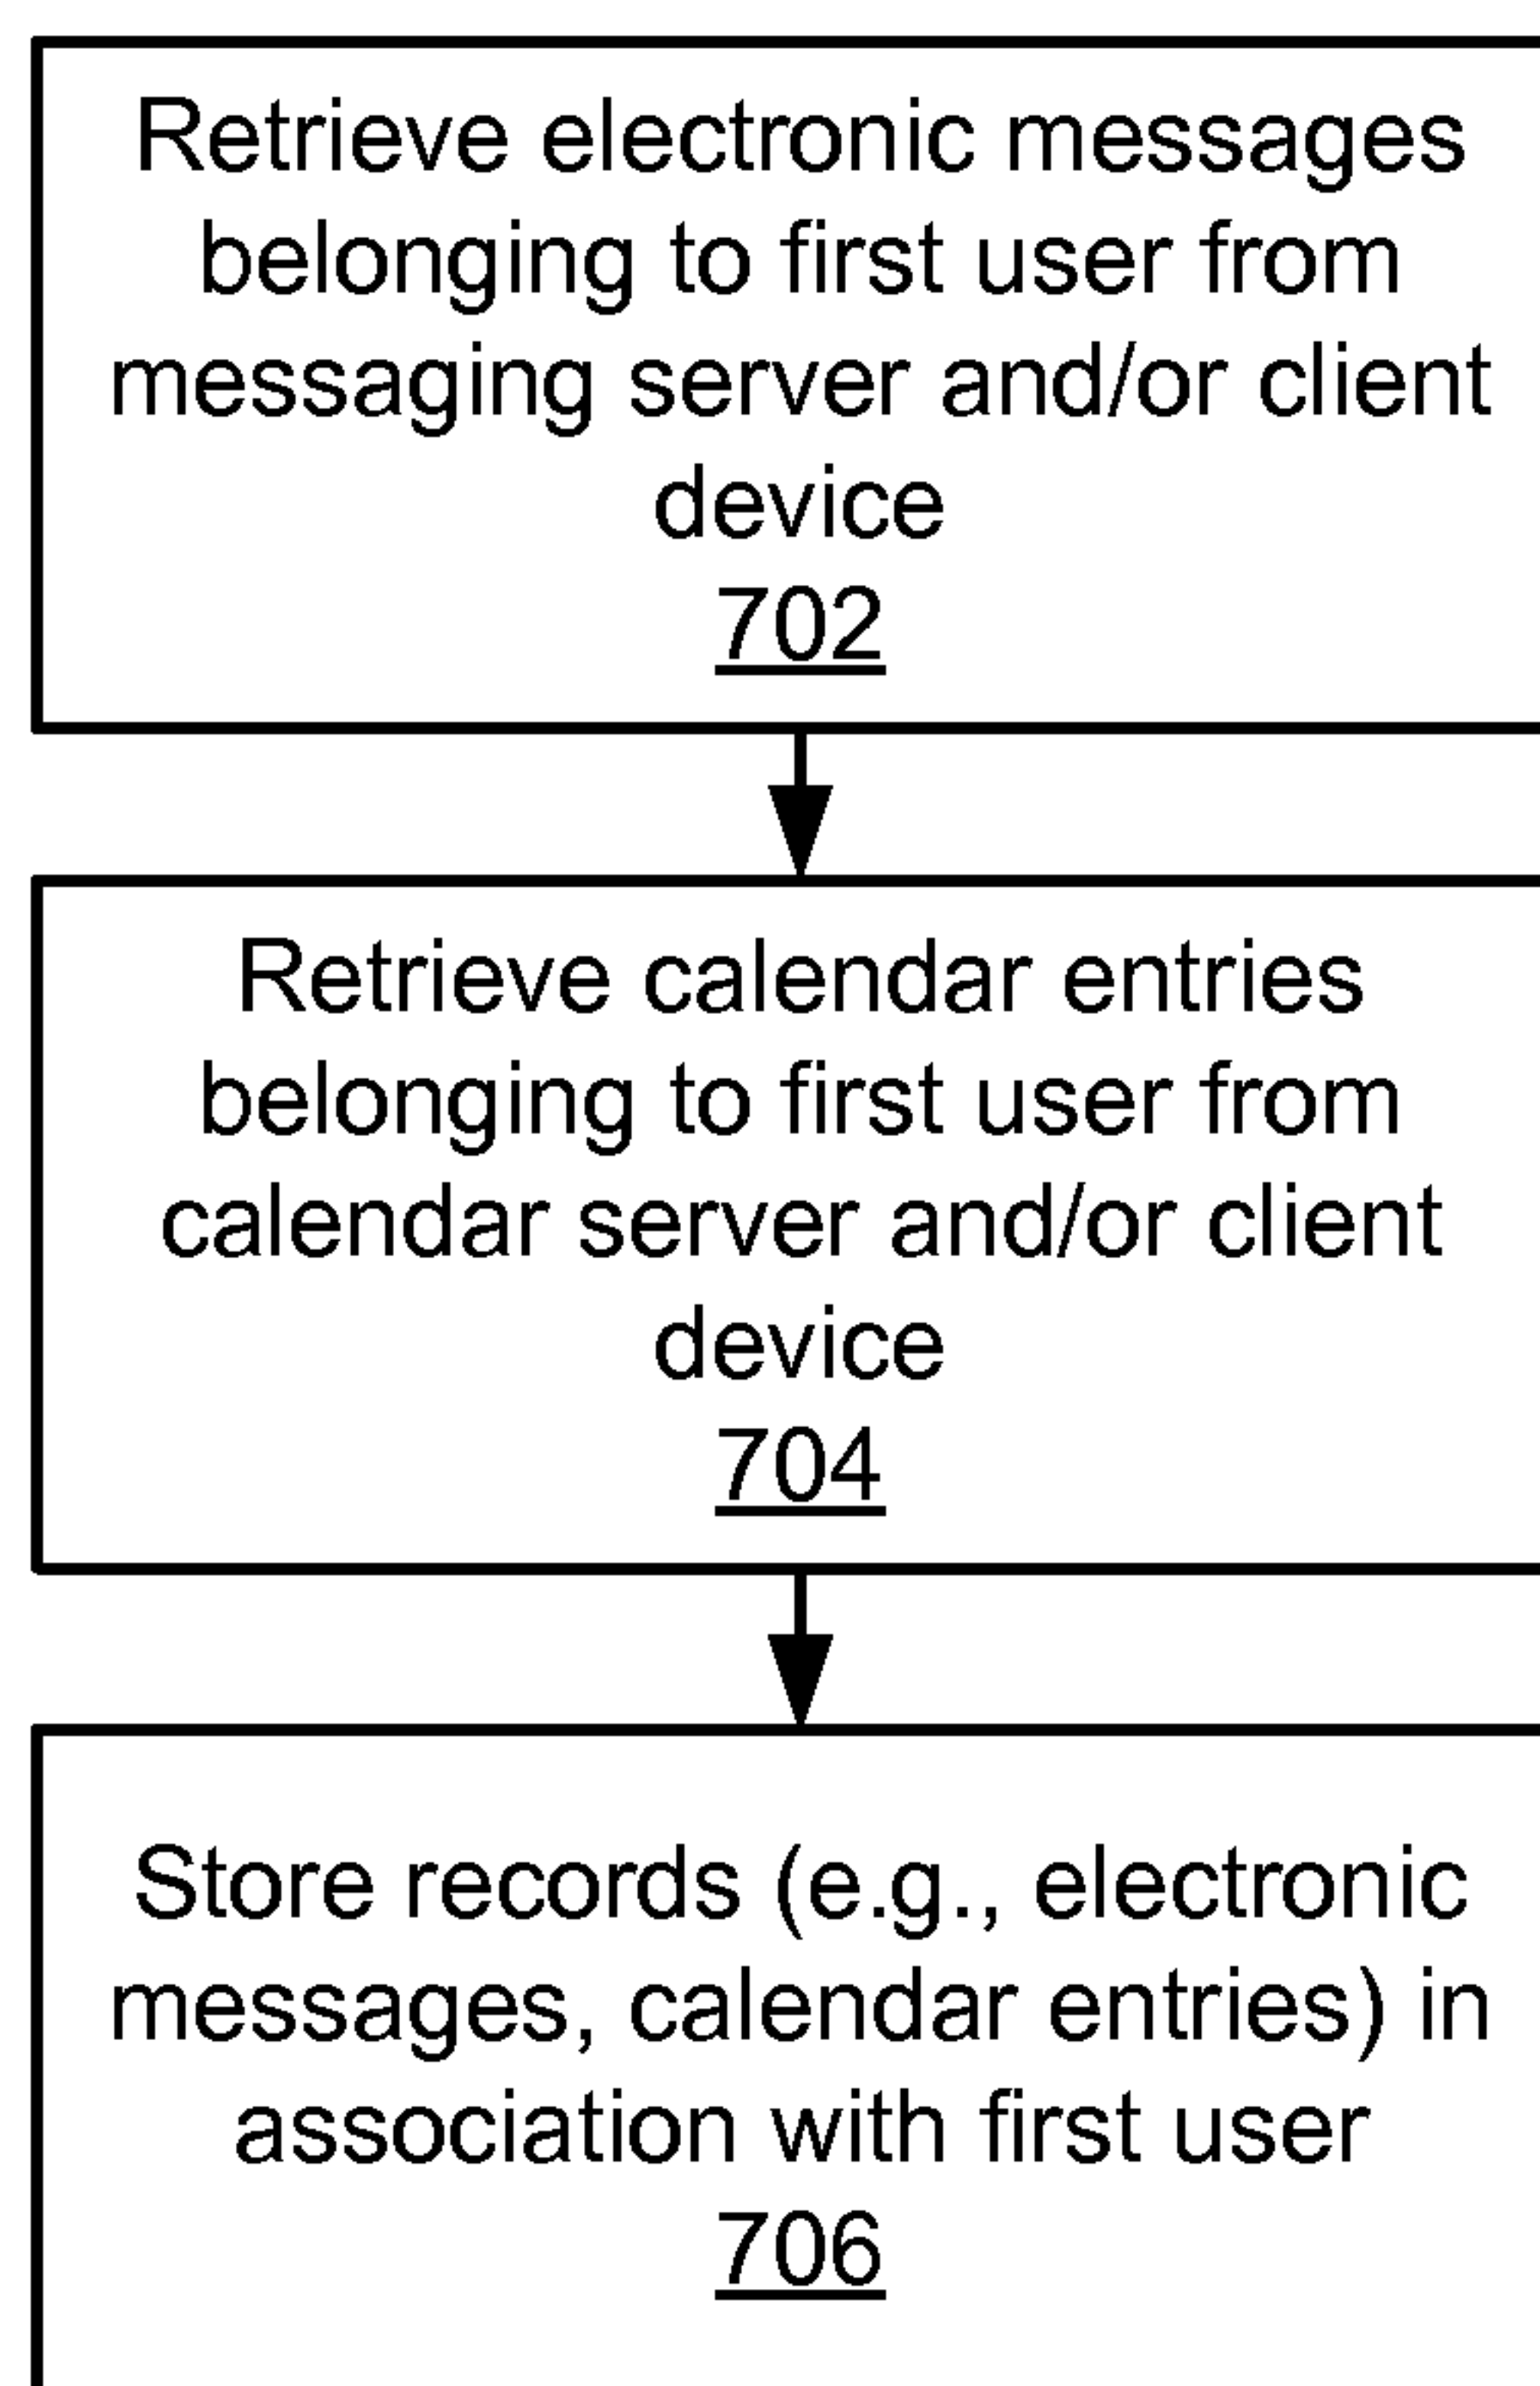 Retrieve electronic messages
belonging to first user from
messaging server and/or client
device
702
Retrieve calendar entries
belonging to first user from
calendar server and/or client
device
704
Store records (e.g., electronic
messages, calendar entries) in
association with first user
706